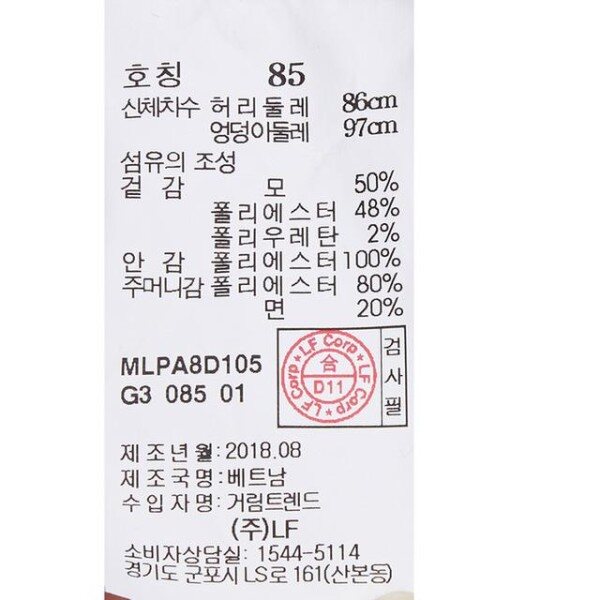 호칭 85
신체치수 허리둘레 86cm
엉덩이둘레 97cm
섬유의 조성
겉감 모 50%
폴리에스터 48%
폴리우레탄 2%
안감 폴리에스터 100%
주머니감 폴리에스터 80%
면 20%
MLPA8D105
G3 085 01
LF Corp LF Corp LF Corp
合
D11
검사필
제조년월:2018.08
제조국명:베트남
수입자명:거림트렌드
(주)LF
소비자상담실: 1544-5114
경기도 군포시 LS로 161(산본동)